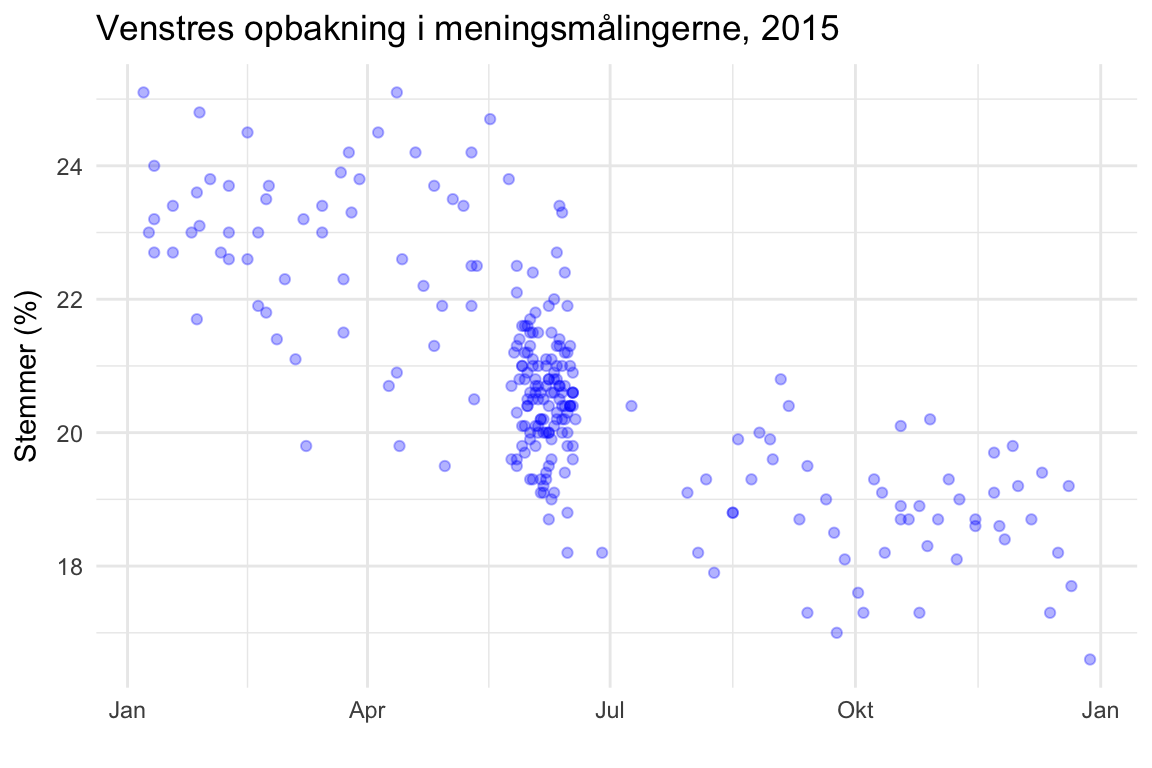 Venstres opbakning i meningsmålingerne, 2015
Stemmer (%)
24
22
20
18
Jan
Apr
Jul
Okt
Jan